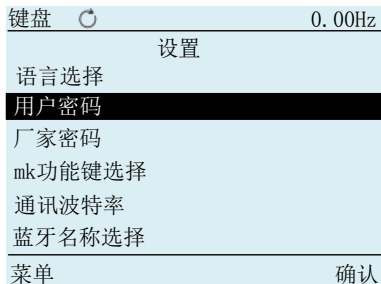 键盘 0.00Hz
设置
语言选择
用户密码
厂家密码
mk功能键选择
通讯波特率
蓝牙名称选择
菜单 确认